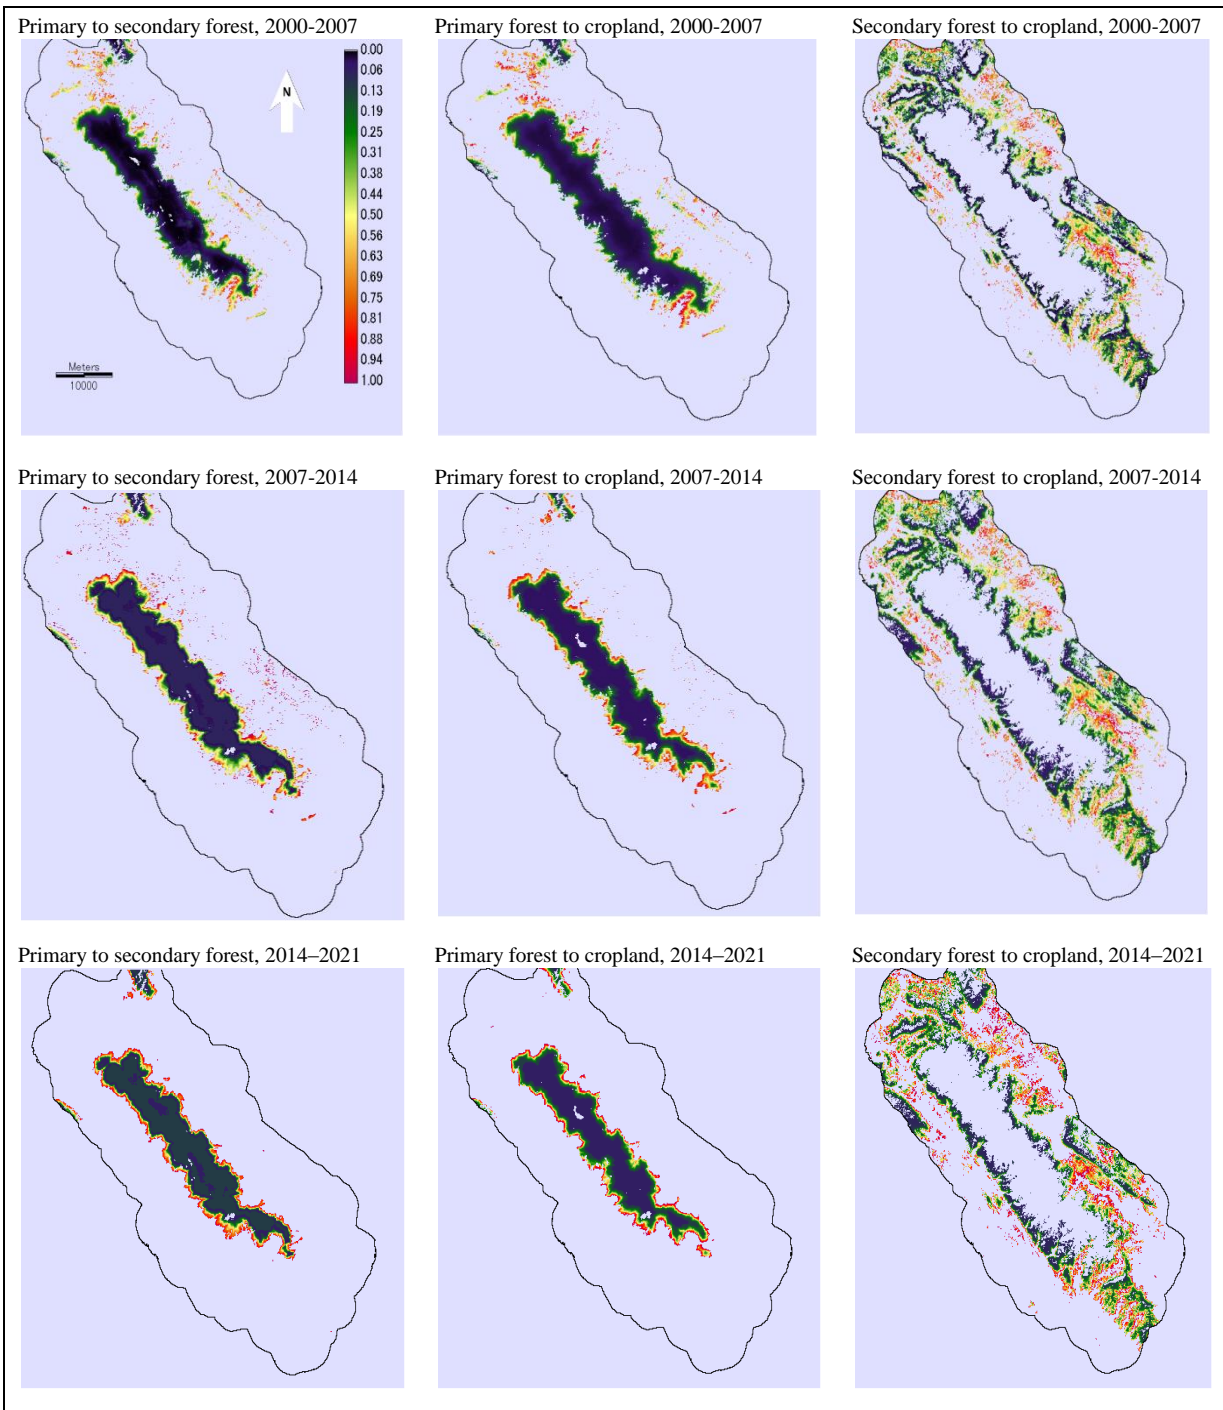 Primary to secondary forest, 2000-2007
Primary forest to cropland, 2000-2007
Secondary forest to cropland, 2000-2007
N
0.00
0.06
0.13
0.19
0.25
0.31
0.38
0.44
0.50
0.56
0.63
0.69
0.75
0.81
0.88
0.94
1.00
Meters
10000
Primary to secondary forest, 2007-2014
Primary forest to cropland, 2007-2014
Secondary forest to cropland, 2007-2014
Primary to secondary forest, 2014–2021
Primary forest to cropland, 2014–2021
Secondary forest to cropland, 2014–2021